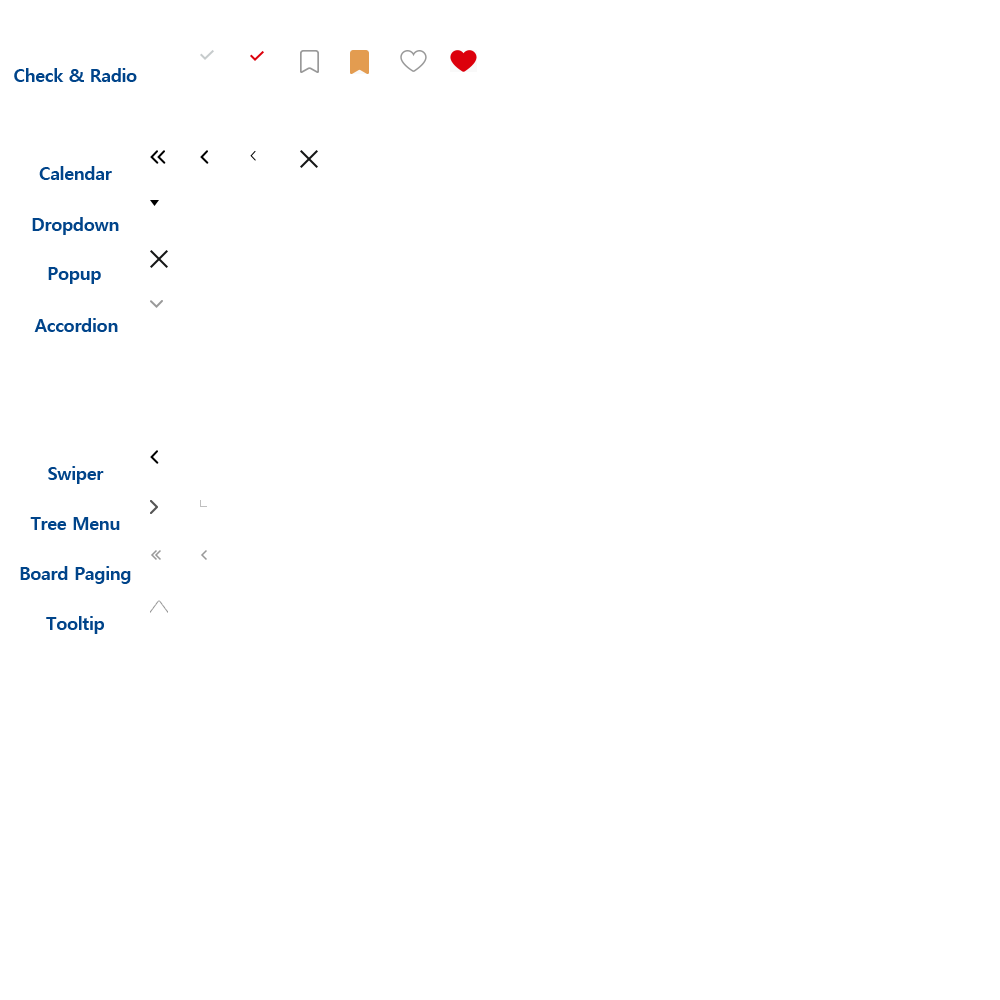 Check & Radio
Calendar
Dropdown
Popup
Accordion
Swiper
Tree Menu
Board Paging
Tooltip